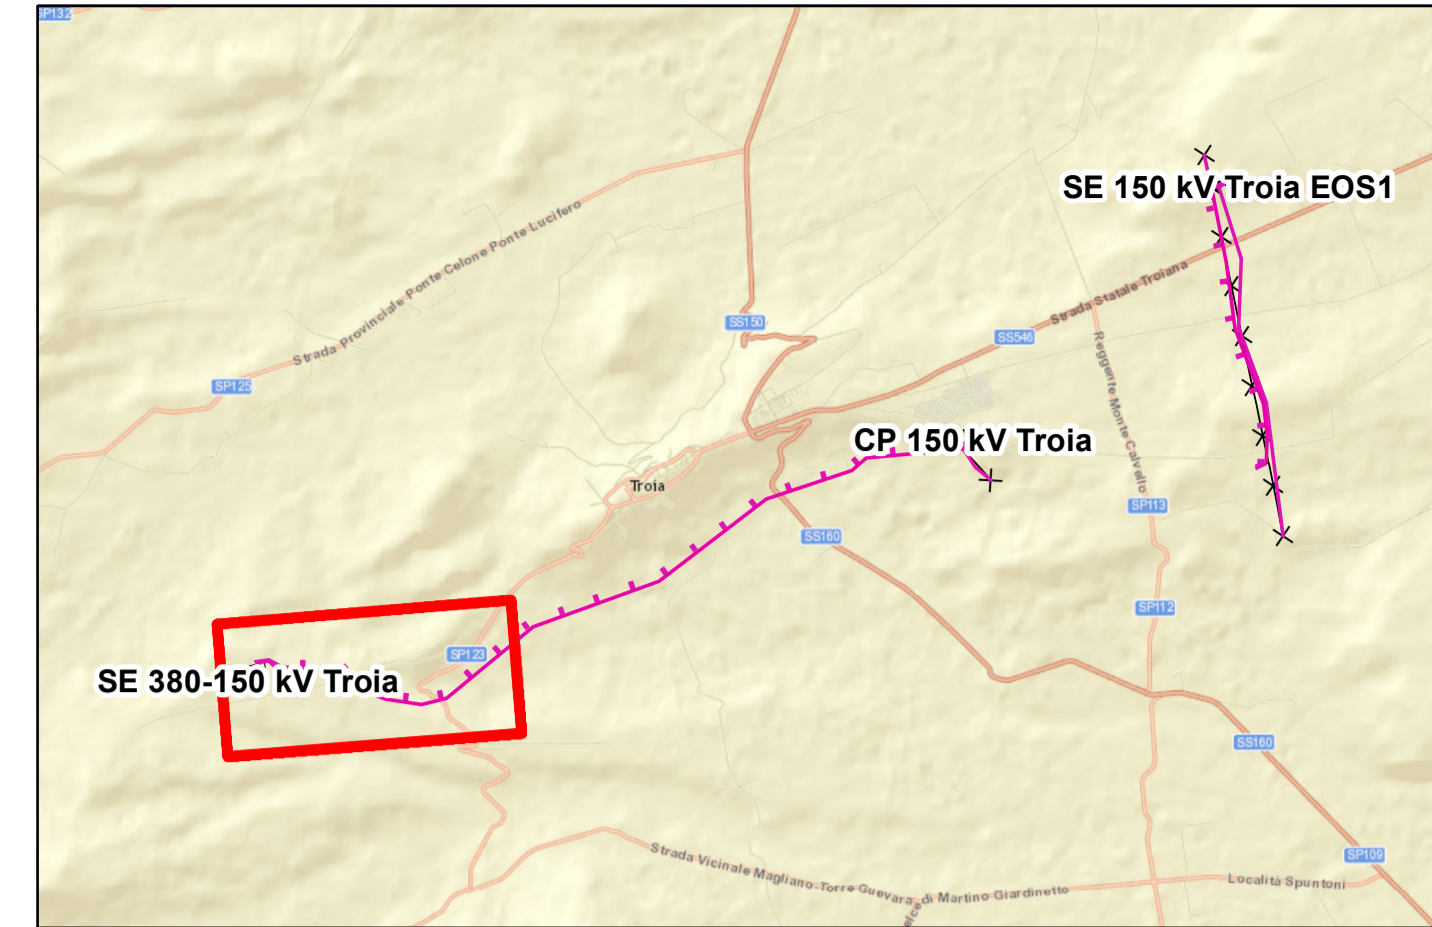 SP132
SE 150 kV Troia EOS1
Strada Provinciale Ponte Celone Ponte Lucifero
Strada Statale Troiana
SS150
SS546
SP125
Reggente Monte Calvello
CP 150 kV Troia
Troia
SP113
SS160
SP112
SP123
SE 380-150 kV Troia
SS160
SP109
Strada Vicinale Magliano-Torre Guevara di Martino Giardinetto
Località Spuntoni